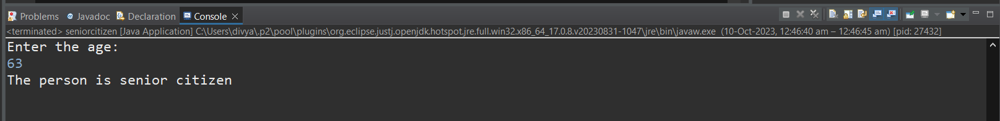 Problems @ Javadoc Declaration Console
<terminated> seniorcitizen [Java Application] C:\Users\divya\.p2\pool\plugins\org.eclipse.justj.openjdk.hotspot.jre.full.win32.x86_64_17.0.8.v20230831-1047\jre\bin\javaw.exe (10-Oct-2023, 12:46:40 am – 12:46:45 am) [pid: 27432]
Enter the age:
63
The person is senior citizen